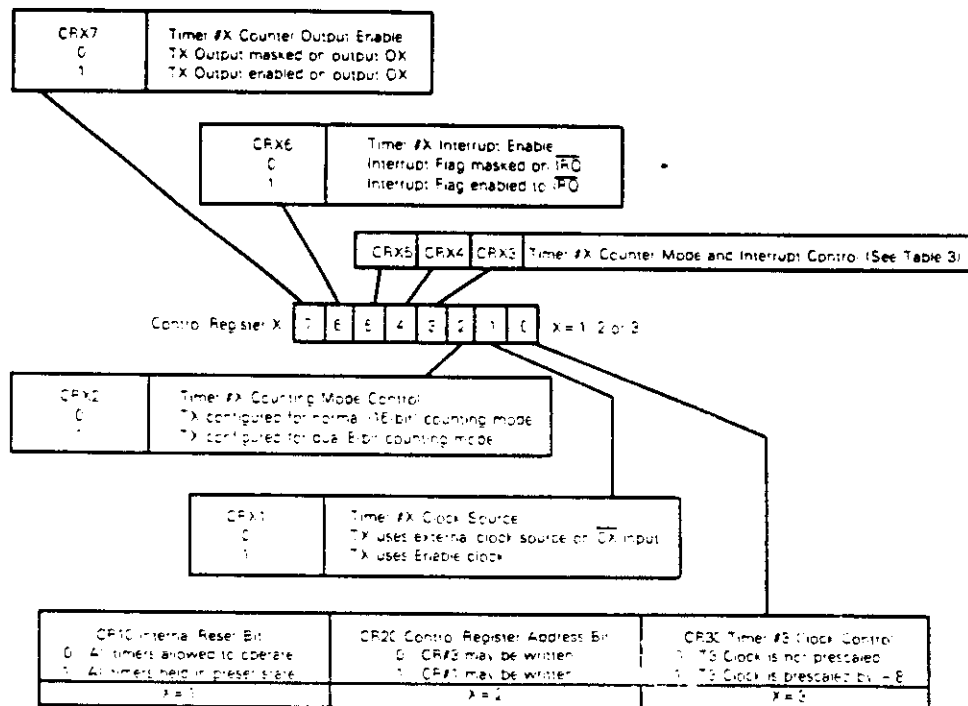 CRX7 Timer #X Counter Output Enable
0 TX Output masked on output OX
1 TX Output enabled on output OX
CRX6 Timer #X Interrupt Enable
0 Interrupt Flag masked on IRQ
1 Interrupt Flag enabled to IRQ
CRX5 CRX4 CRX3 Timer #X Counter Mode and Interrupt Control (See Table 3)
Control Register X 7 6 5 4 3 2 1 0 X = 1, 2 or 3
CRX2 Timer #X Counting Mode Control
0 TX configured for normal (16-bit) counting mode
1 TX configured for dual 8-bit counting mode
CRX1 Timer #X Clock Source
0 TX uses external clock source on CX input
1 TX uses Enable clock
CR10 Internal Reset Bit
0 All timers allowed to operate
1 All timers held in preset state
X = 1
CR20 Control Register Address Bit
0 CR#3 may be written
1 CR#1 may be written
X = 2
CR30 Timer #3 Clock Control
T3 Clock is not prescaled
1 T3 Clock is prescaled by ÷ 8
X = 3